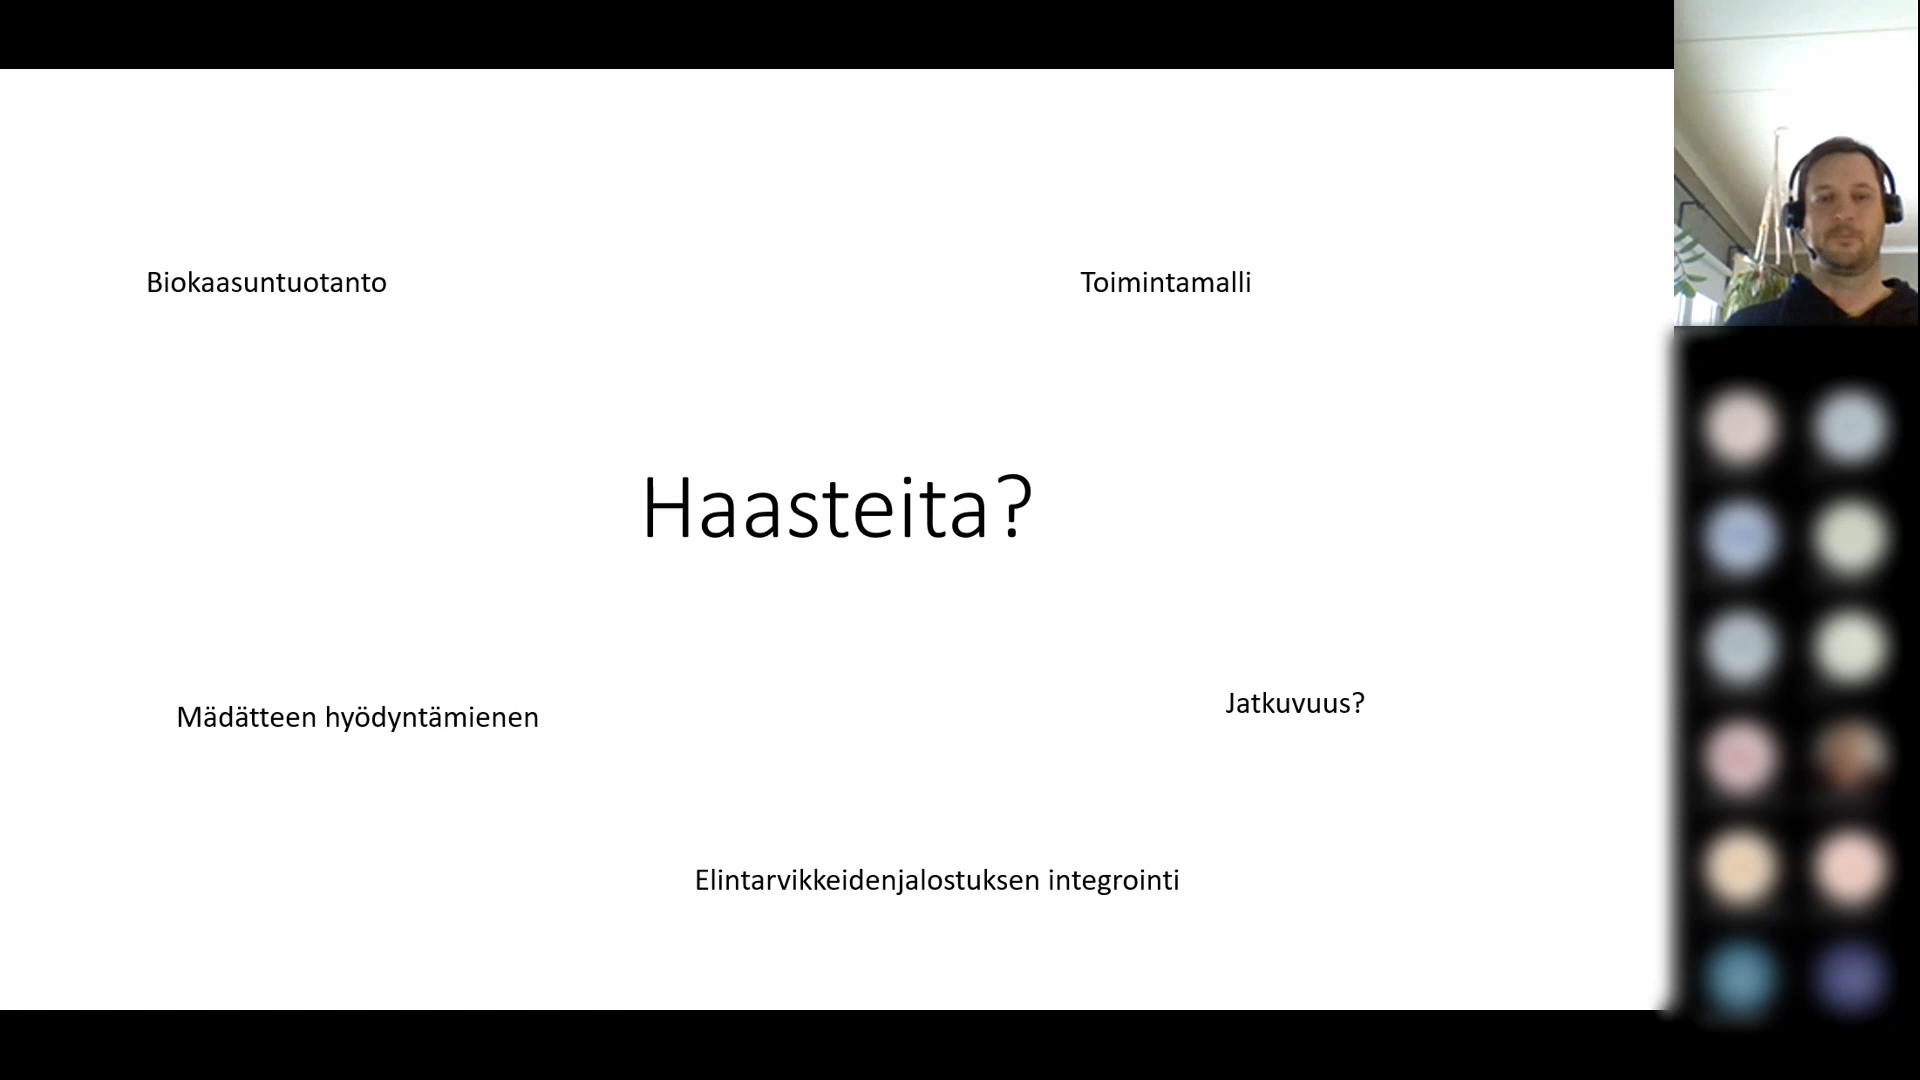 Biokaasuntuotanto
Toimintamalli
Haasteita?
Mädätteen hyödyntämienen
Jatkuvuus?
Elintarvikkeidenjalostuksen integrointi